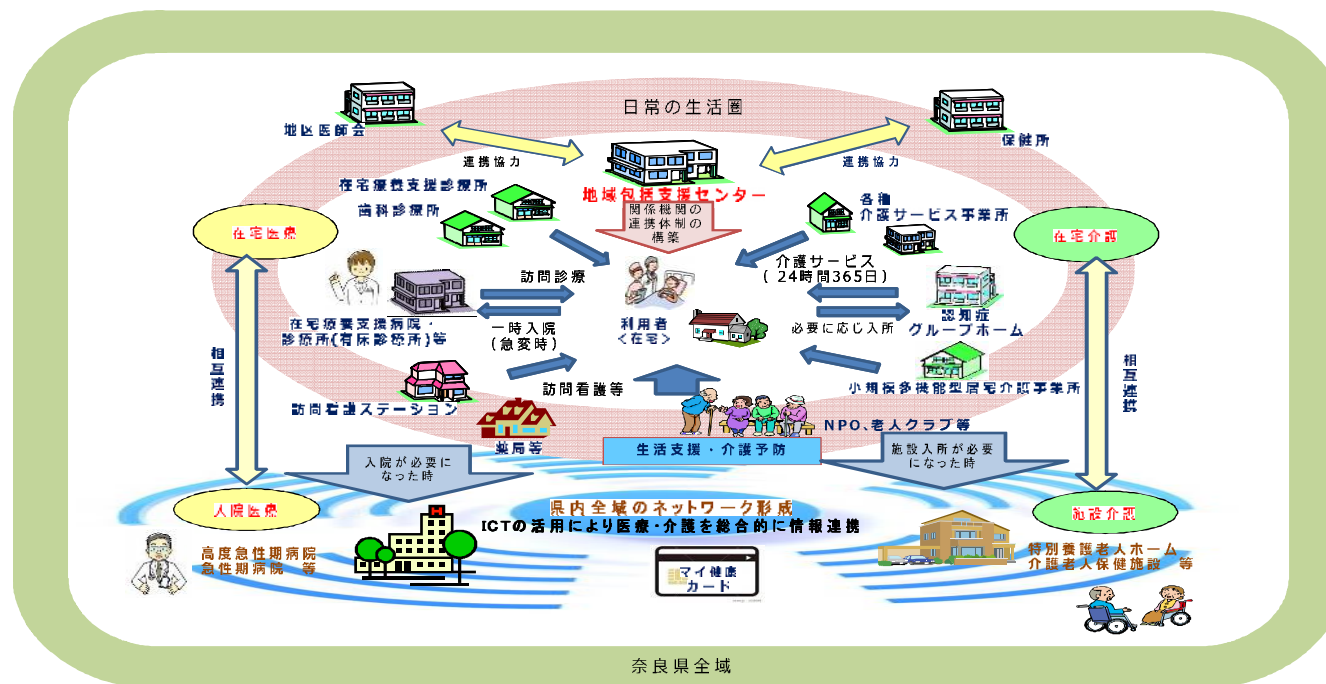 日常の生活圏
地区医師会
保健所
連携協力
連携協力
地域包括支援センター
在宅療養支援診療所
歯科診療所
関係機関の
連携体制の
構築
各種
介護サービス事業所
在宅医療
在宅介護
訪問診療
介護サービス
(24時間365日)
在宅療養支援病院・
診療所(有床診療所)等
一時入院
(急変時)
利用者
<在宅>
必要に応じ入所
認知症
グループホーム
相互連携
相互連携
訪問看護等
小規模多機能型居宅介護事業所
訪問看護ステーション
薬局等
NPO、老人クラブ等
生活支援・介護予防
入院が必要に
なった時
施設入所が必要
になった時
入院医療
県内全域のネットワーク形成
ICTの活用により医療・介護を総合的に情報連携
施設介護
高度急性期病院
急性期病院 等
マイ健康
カード
特別養護老人ホーム
介護老人保健施設 等
奈良県全域